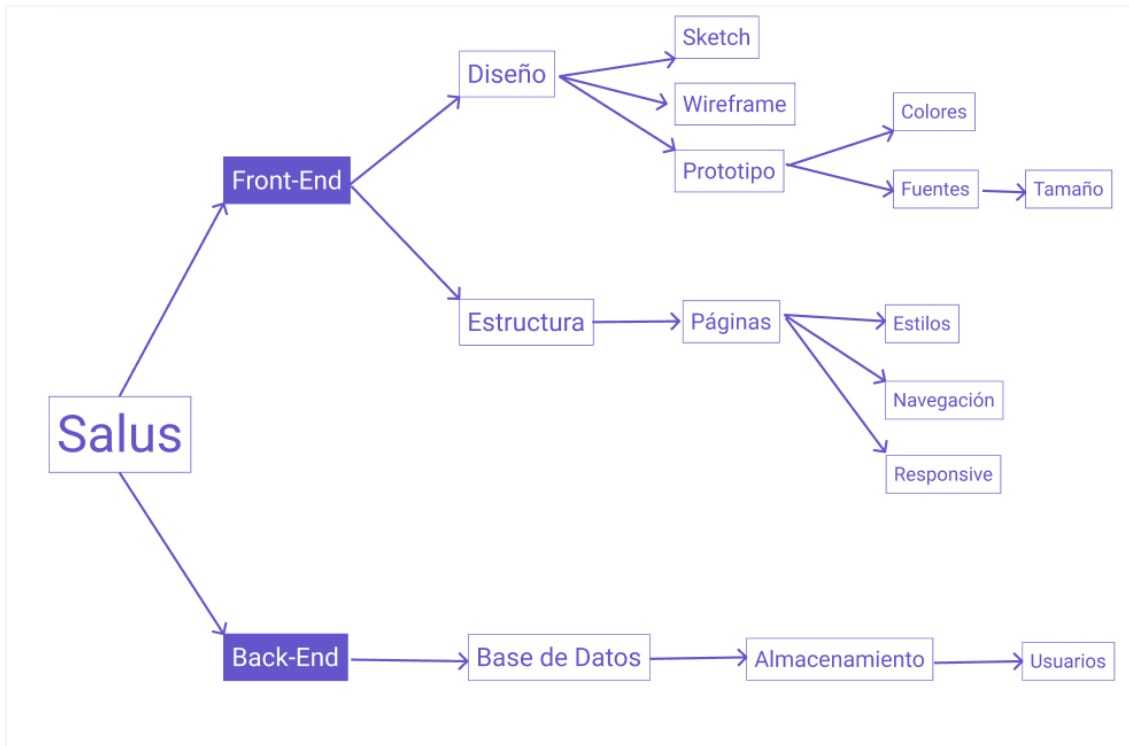 Salus
Front-End
Diseño
Sketch
Wireframe
Prototipo
Colores
Fuentes
Tamaño
Estructura
Páginas
Estilos
Navegación
Responsive
Back-End
Base de Datos
Almacenamiento
Usuarios